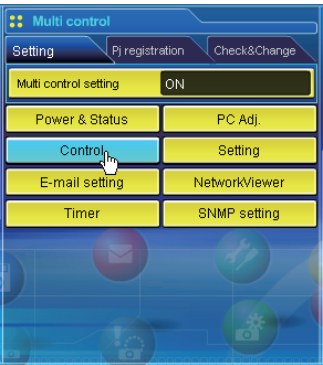 Multi control
Setting Pj registration Check&Change
Multi control setting ON
Power & Status PC Adj.
Control Setting
E-mail setting NetworkViewer
Timer SNMP setting